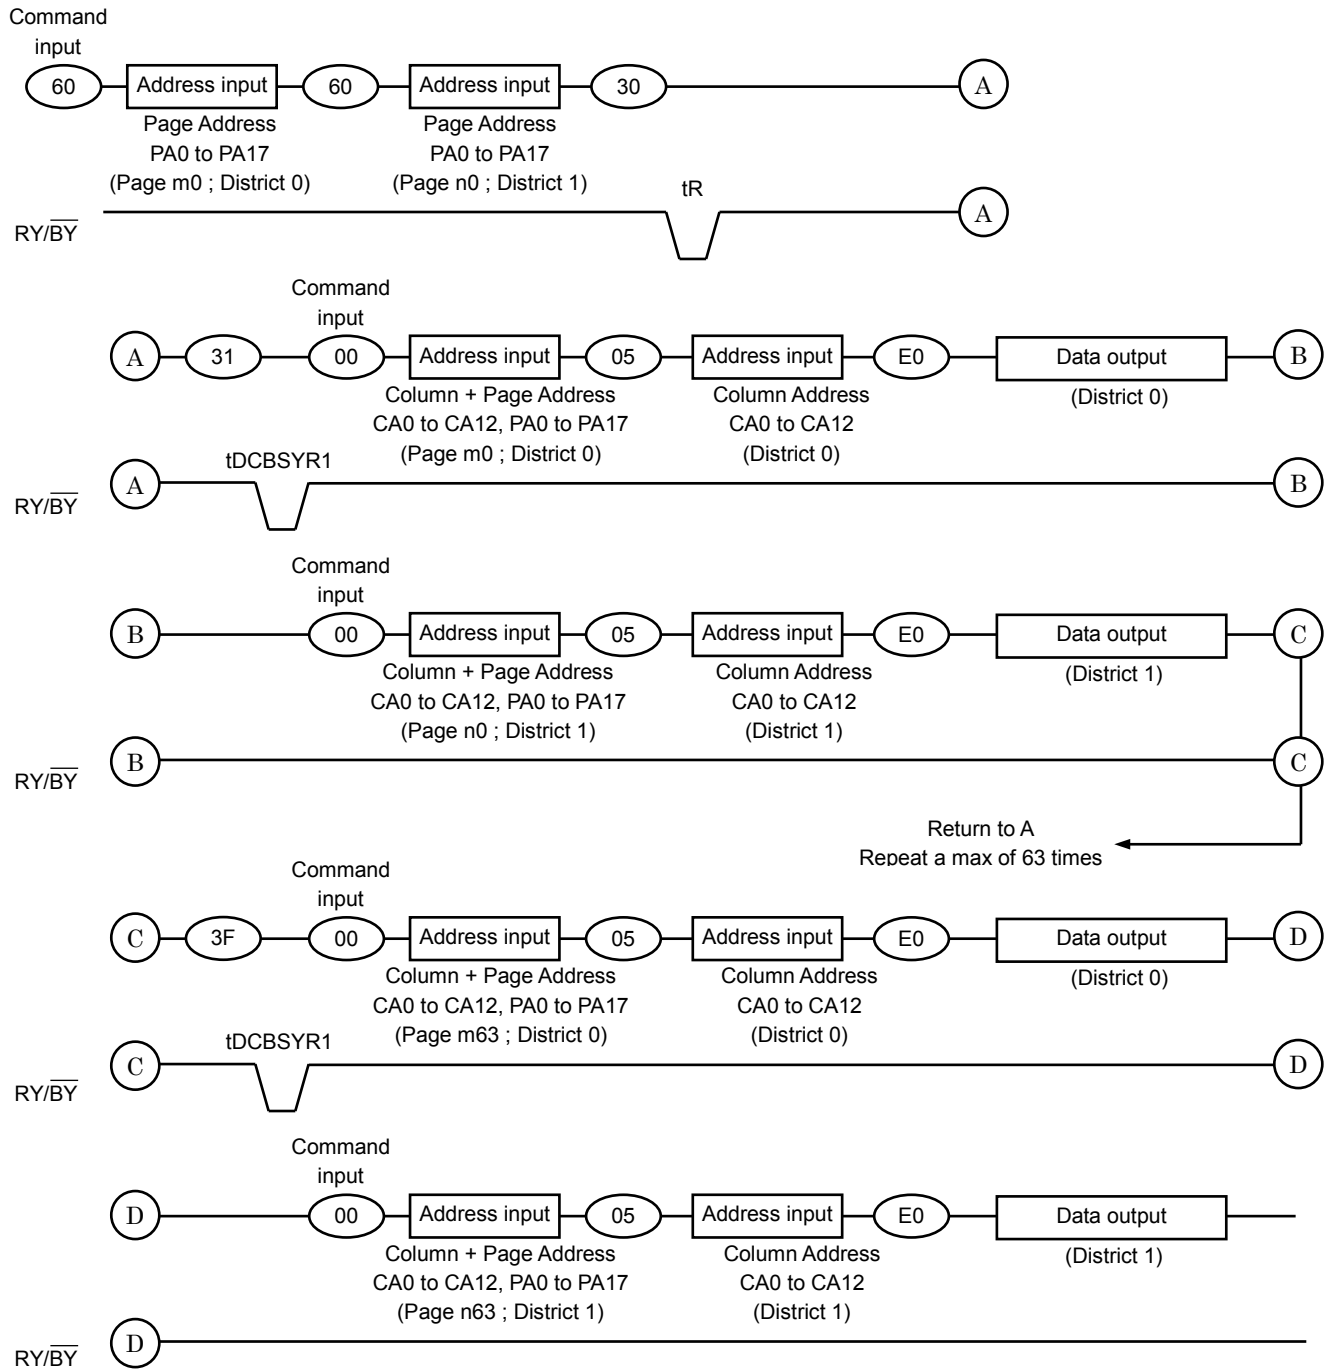 Command
input
60 Address input 60 Address input 30 A
Page Address Page Address
PA0 to PA17 PA0 to PA17
(Page m0 ; District 0) (Page n0 ; District 1)
tR
RY/BY A
Command
input
A 31 00 Address input 05 Address input E0 Data output B
Column + Page Address Column Address (District 0)
CA0 to CA12, PA0 to PA17 CA0 to CA12
(Page m0 ; District 0) (District 0)
tDCBSYR1
RY/BY A B
Command
input
B 00 Address input 05 Address input E0 Data output C
Column + Page Address Column Address (District 1)
CA0 to CA12, PA0 to PA17 CA0 to CA12
(Page n0 ; District 1) (District 1)
RY/BY B C
Return to A
Repeat a max of 63 times
Command
input
C 3F 00 Address input 05 Address input E0 Data output D
Column + Page Address Column Address (District 0)
CA0 to CA12, PA0 to PA17 CA0 to CA12
(Page m63 ; District 0) (District 0)
tDCBSYR1
RY/BY C D
Command
input
D 00 Address input 05 Address input E0 Data output
Column + Page Address Column Address (District 1)
CA0 to CA12, PA0 to PA17 CA0 to CA12
(Page n63 ; District 1) (District 1)
RY/BY D